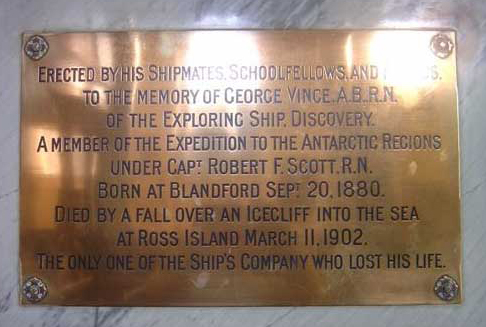 ERECTED BY HIS SHIPMATES, SCHOOLFELLOWS, AND
TO THE MEMORY OF GEORGE VINCE, A.B.,R.N.
OF THE EXPLORING SHIP, DISCOVERY.
A MEMBER OF THE EXPEDITION TO THE ANTARCTIC REGIONS
UNDER CAPT ROBERT F. SCOTT, R.N.
BORN AT BLANDFORD SEPT 20, 1880.
DIED BY A FALL OVER AN ICECLIFF INTO THE SEA
AT ROSS ISLAND MARCH 11, 1902.
THE ONLY ONE OF THE SHIP'S COMPANY WHO LOST HIS LIFE.